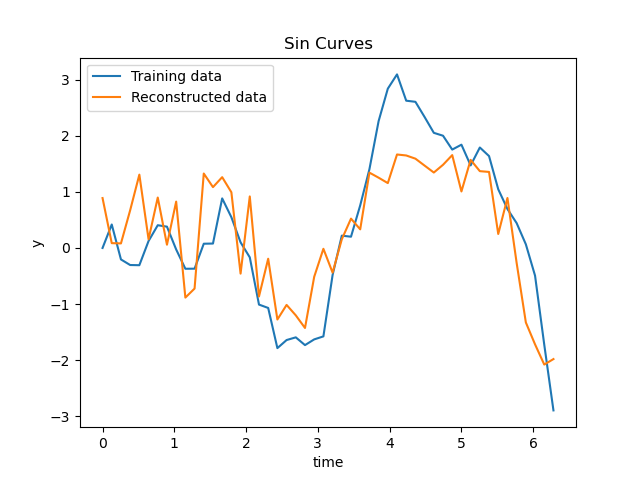 Sin Curves
Training data
Reconstructed data
3
2
1
0
−1
−2
−3
y
0 1 2 3 4 5 6
time